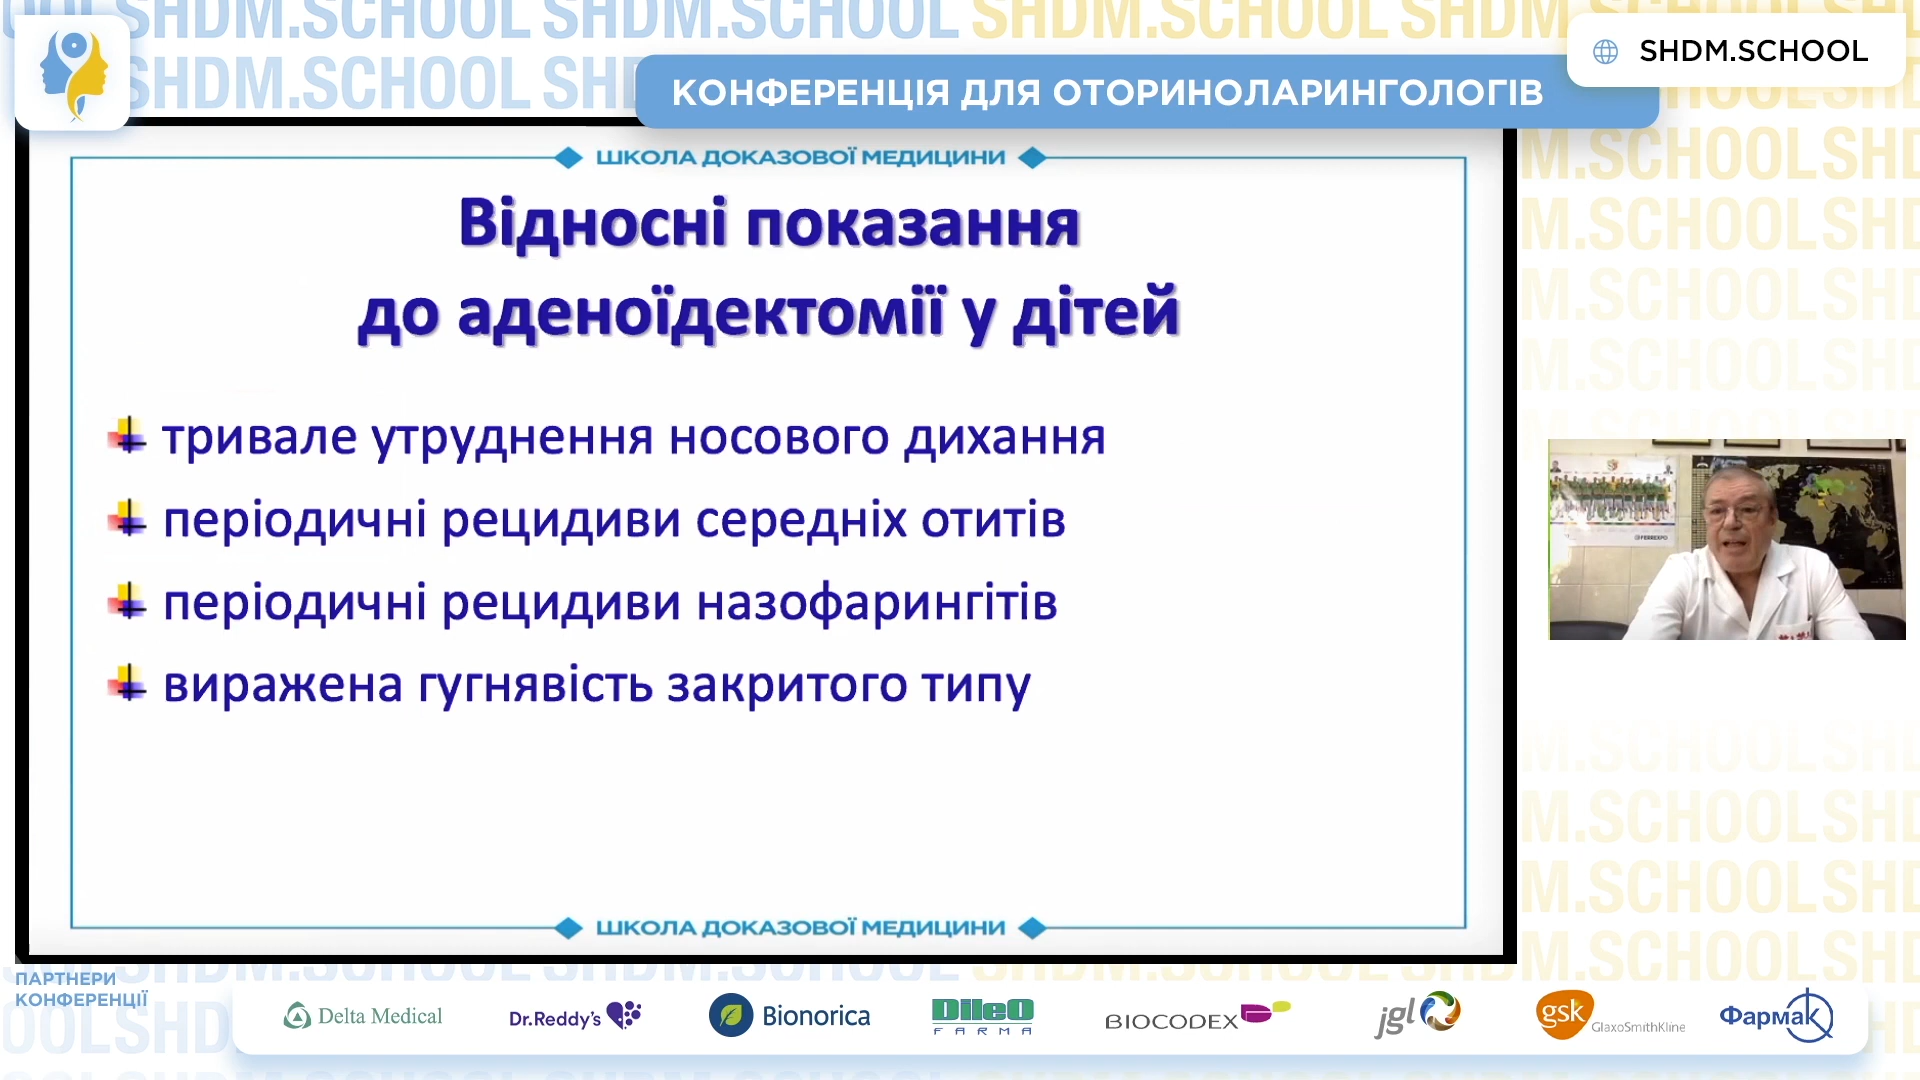 SHDM.SCHOOL
КОНФЕРЕНЦІЯ ДЛЯ ОТОРИНОЛАРИНГОЛОГІВ
ШКОЛА ДОКАЗОВОЇ МЕДИЦИНИ
Відносні показання
до аденоїдектомії у дітей
тривале утруднення носового дихання
періодичні рецидиви середніх отитів
періодичні рецидиви назофарингітів
виражена гугнявість закритого типу
ШКОЛА ДОКАЗОВОЇ МЕДИЦИНИ
FERREXPO
ПАРТНЕРИ
КОНФЕРЕНЦІЇ
Delta Medical
Dr.Reddy's
Bionorica
DileO
FARMA
BIOCODEX
jgl
gsk
GlaxoSmithKline
Фармак